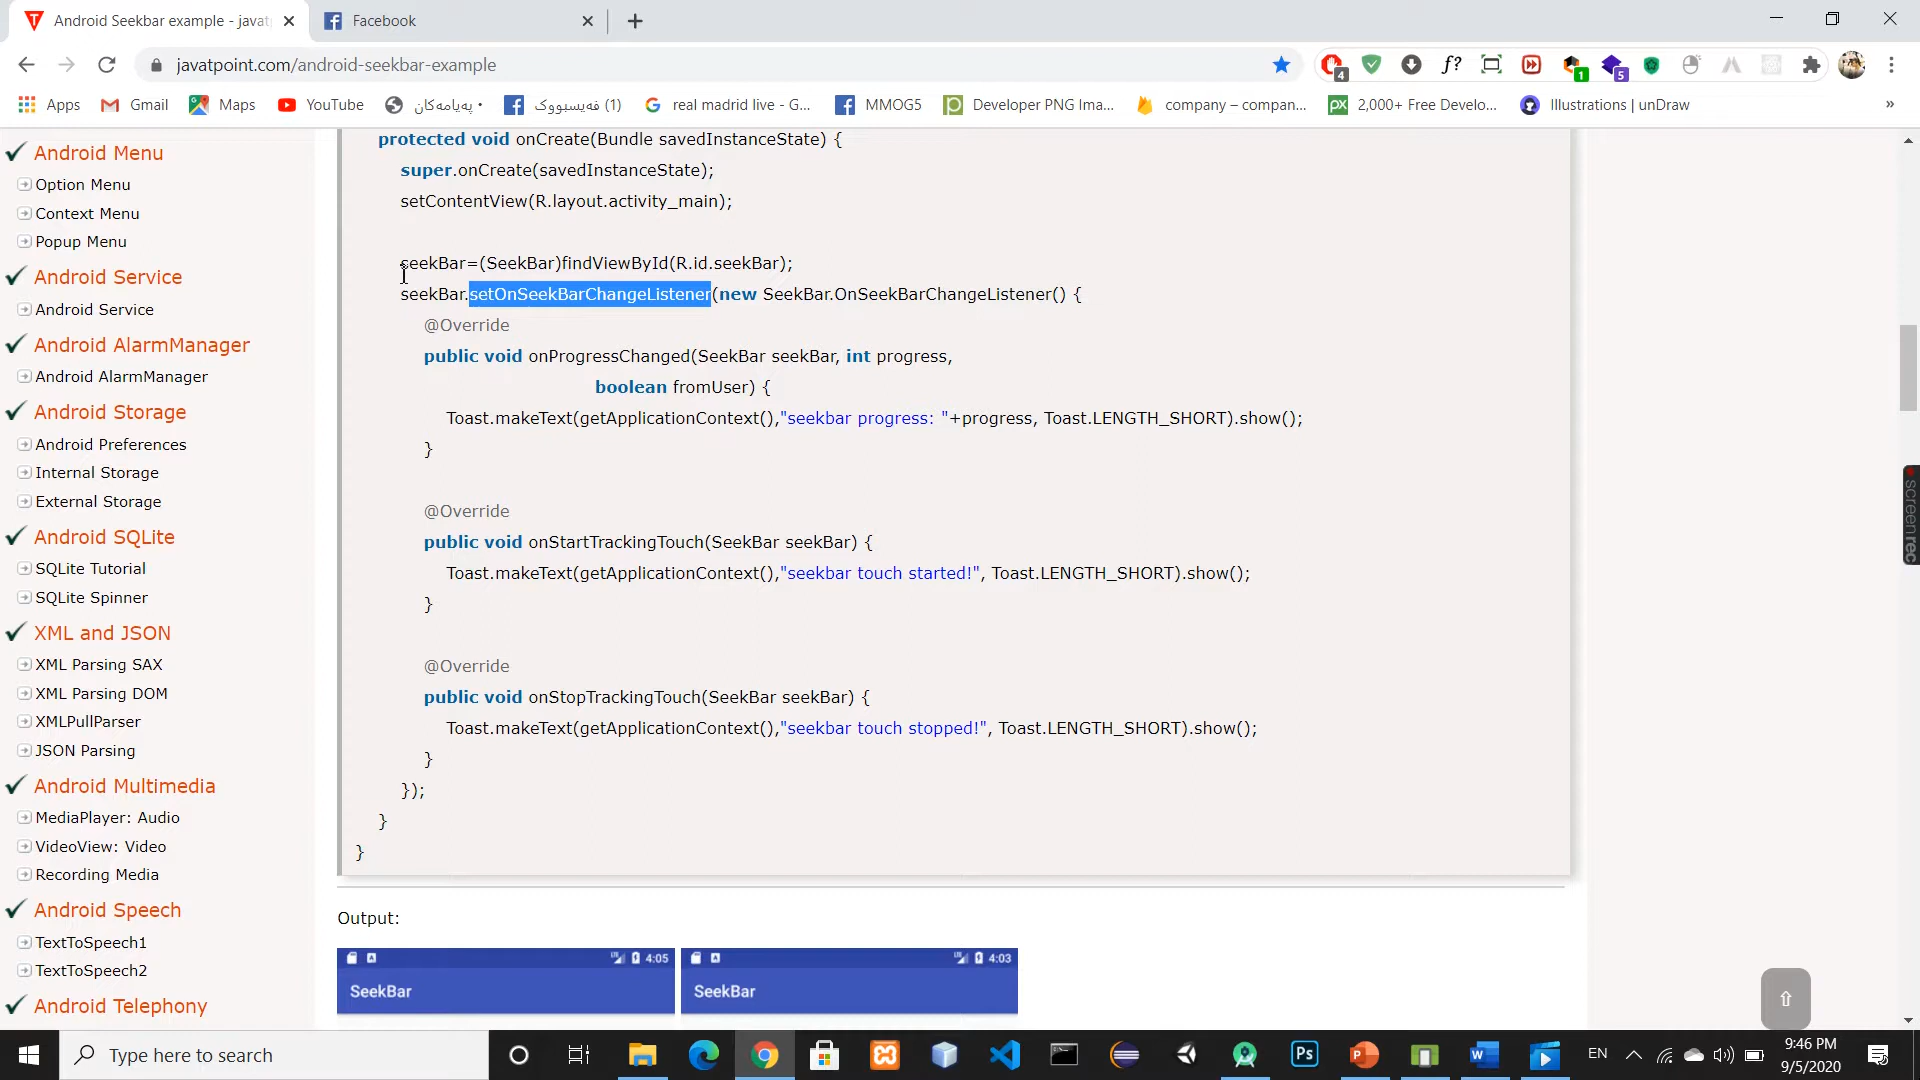 Android Seekbar example - javat
Facebook
javatpoint.com/android-seekbar-example
f?
4
1
5
Apps
Gmail
Maps
YouTube
پەیامەکان •
(1) فەیسبووک
real madrid live - G...
MMOG5
Developer PNG Ima...
company – compan...
px
2,000+ Free Develo...
Illustrations | unDraw
»
Android Menu
Option Menu
Context Menu
Popup Menu
Android Service
Android Service
Android AlarmManager
Android AlarmManager
Android Storage
Android Preferences
Internal Storage
External Storage
Android SQLite
SQLite Tutorial
SQLite Spinner
XML and JSON
XML Parsing SAX
XML Parsing DOM
XMLPullParser
JSON Parsing
Android Multimedia
MediaPlayer: Audio
VideoView: Video
Recording Media
Android Speech
TextToSpeech1
TextToSpeech2
Android Telephony
protected void onCreate(Bundle savedInstanceState) {
super.onCreate(savedInstanceState);
setContentView(R.layout.activity_main);
seekBar=(SeekBar)findViewById(R.id.seekBar);
seekBar.setOnSeekBarChangeListener(new SeekBar.OnSeekBarChangeListener() {
@Override
public void onProgressChanged(SeekBar seekBar, int progress,
boolean fromUser) {
Toast.makeText(getApplicationContext(),"seekbar progress: "+progress, Toast.LENGTH_SHORT).show();
}
@Override
public void onStartTrackingTouch(SeekBar seekBar) {
Toast.makeText(getApplicationContext(),"seekbar touch started!", Toast.LENGTH_SHORT).show();
}
@Override
public void onStopTrackingTouch(SeekBar seekBar) {
Toast.makeText(getApplicationContext(),"seekbar touch stopped!", Toast.LENGTH_SHORT).show();
}
});
}
}
Output:
4:05
SeekBar
4:03
SeekBar
screenrec
Type here to search
Ps
EN
9:46 PM
9/5/2020